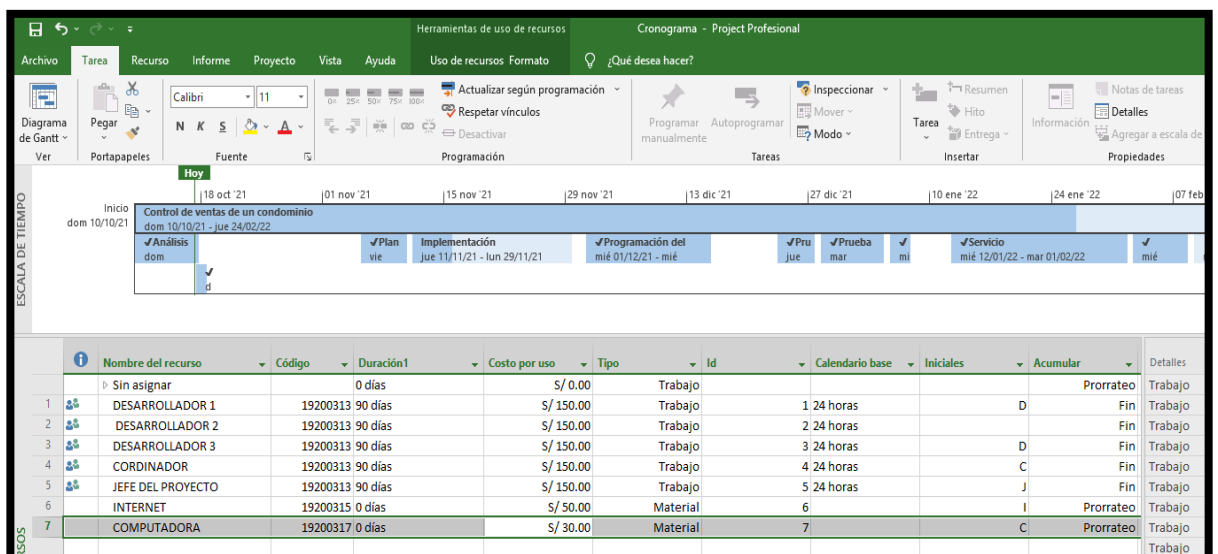 Herramientas de uso de recursos Cronograma - Project Profesional
Archivo Tarea Recurso Informe Proyecto Vista Ayuda Uso de recursos Formato ¿Qué desea hacer?
Diagrama de Gantt
Pegar
Calibri 11
N K S A
0× 25× 50× 75× 100×
Actualizar según programación
Respetar vínculos
Desactivar
Programar manualmente
Autoprogramar
Inspeccionar
Mover
Modo
Tarea
Resumen
Hito
Entrega
Información
Notas de tareas
Detalles
Agregar a escala de
Ver Portapapeles Fuente Programación Tareas Insertar Propiedades
ESCALA DE TIEMPO
Hoy
18 oct '21 01 nov '21 15 nov '21 29 nov '21 13 dic '21 27 dic '21 10 ene '22 24 ene '22 07 feb
Inicio
dom 10/10/21
Control de ventas de un condominio
dom 10/10/21 - jue 24/02/22
✓Análisis ✓Plan Implementación ✓Programación del ✓Pru ✓Prueba ✓ ✓Servicio ✓
dom vie jue 11/11/21 - lun 29/11/21 mié 01/12/21 - mié jue mar mi mié 12/01/22 - mar 01/02/22 mié
✓
d
Nombre del recurso Código Duración1 Costo por uso Tipo Id Calendario base Iniciales Acumular Detalles
Sin asignar 0 días S/ 0.00 Trabajo Prorrateo Trabajo
1 DESARROLLADOR 1 19200313 90 días S/ 150.00 Trabajo 1 24 horas D Fin Trabajo
2 DESARROLLADOR 2 19200313 90 días S/ 150.00 Trabajo 2 24 horas Fin Trabajo
3 DESARROLLADOR 3 19200313 90 días S/ 150.00 Trabajo 3 24 horas D Fin Trabajo
4 CORDINADOR 19200313 90 días S/ 150.00 Trabajo 4 24 horas C Fin Trabajo
5 JEFE DEL PROYECTO 19200313 90 días S/ 150.00 Trabajo 5 24 horas J Fin Trabajo
6 INTERNET 19200315 0 días S/ 50.00 Material 6 I Prorrateo Trabajo
7 COMPUTADORA 19200317 0 días S/ 30.00 Material 7 C Prorrateo Trabajo
Trabajo